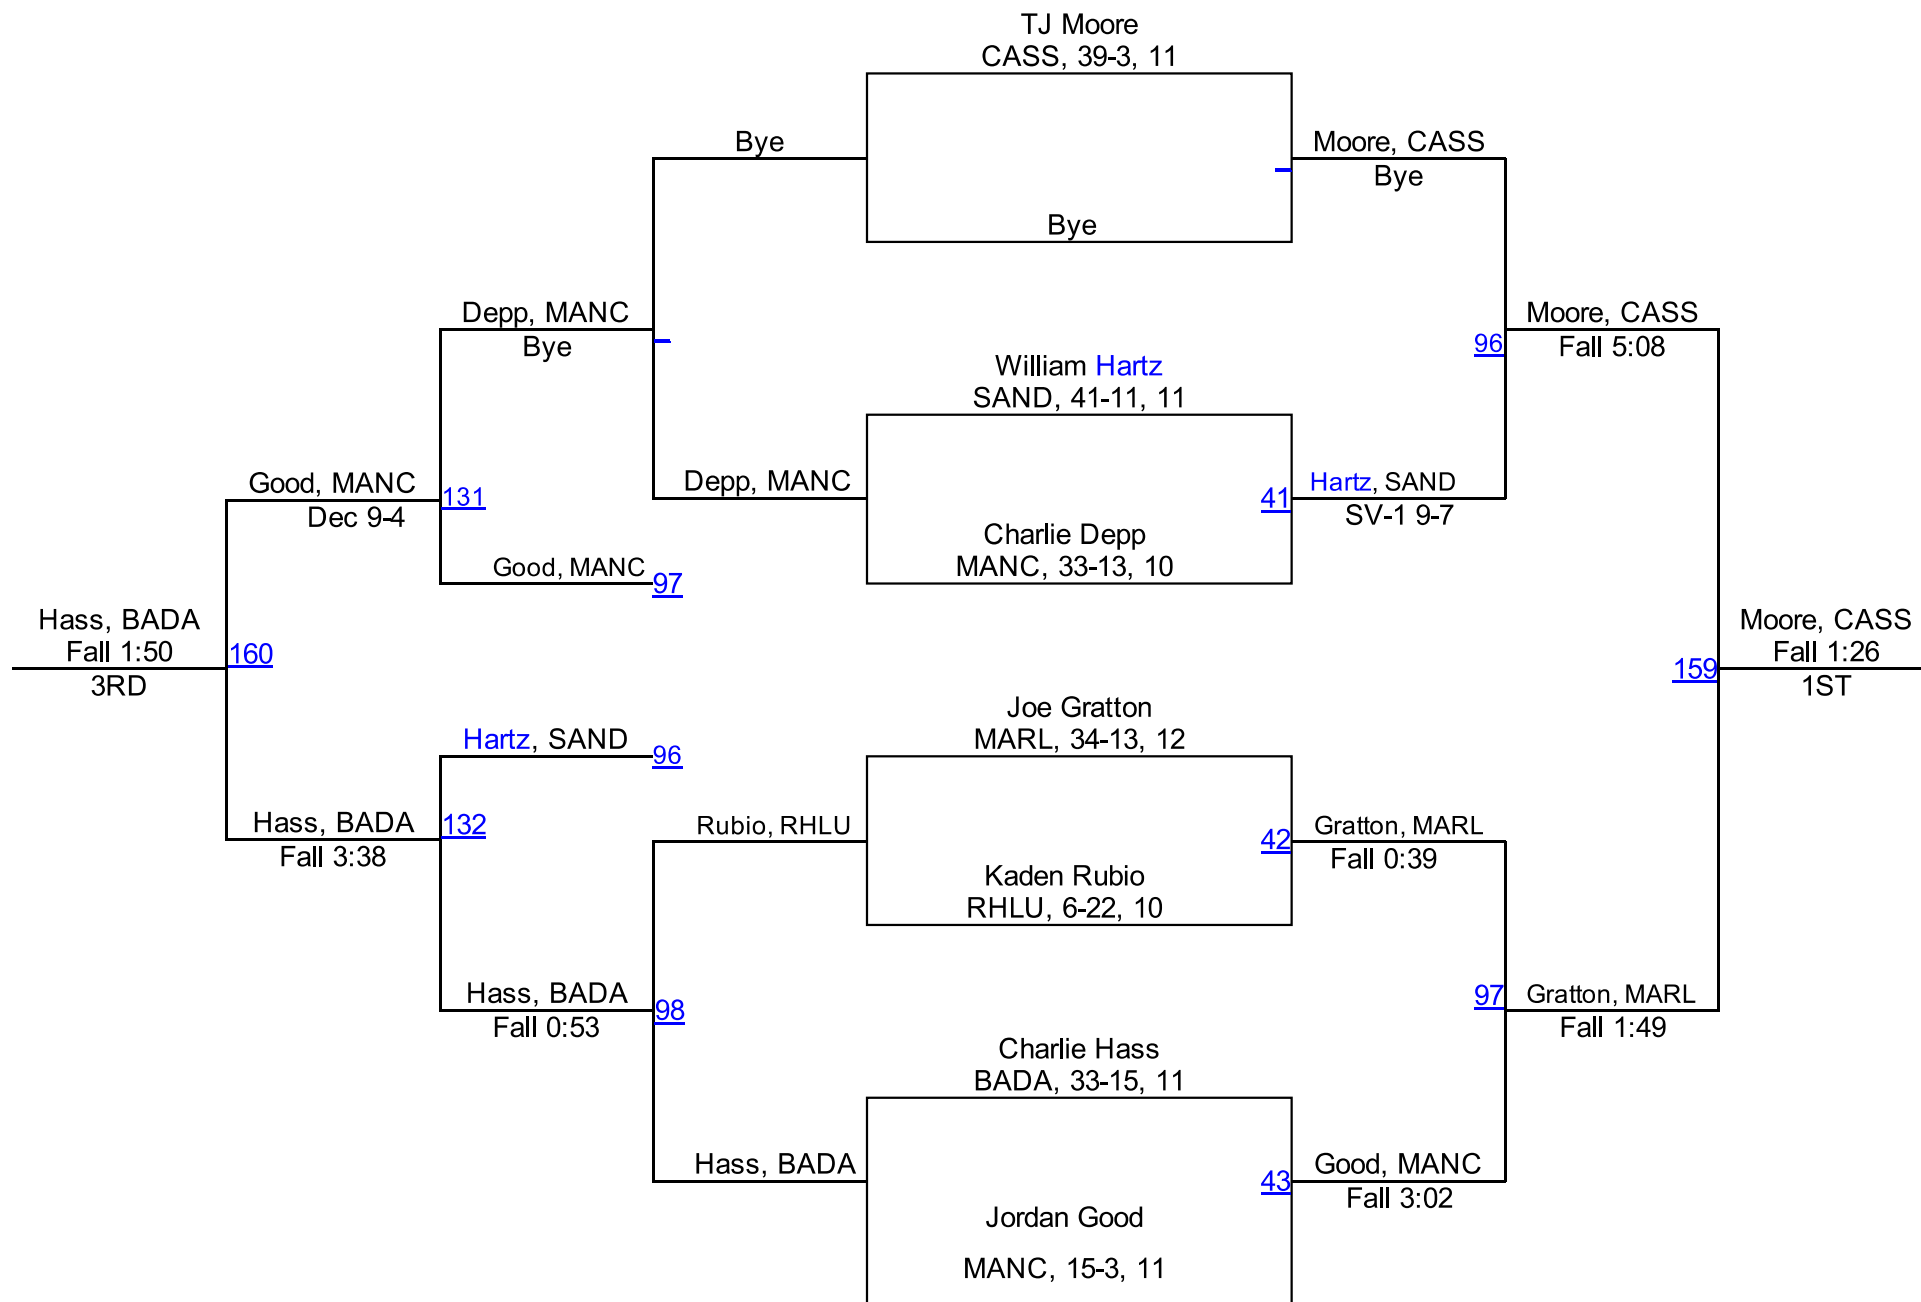 TJ Moore
CASS, 39-3, 11
Bye
Moore, CASS
Bye
Bye
Depp, MANC
Bye
Moore, CASS
Fall 5:08
96
William Hartz
SAND, 41-11, 11
Good, MANC
Dec 9-4
131
Depp, MANC
41
Hartz, SAND
SV-1 9-7
Charlie Depp
MANC, 33-13, 10
Good, MANC
97
Hass, BADA
Fall 1:50
3RD
160
159
Moore, CASS
Fall 1:26
1ST
Joe Gratton
MARL, 34-13, 12
Hartz, SAND
96
Hass, BADA
Fall 3:38
132
Rubio, RHLU
42
Gratton, MARL
Fall 0:39
Kaden Rubio
RHLU, 6-22, 10
Hass, BADA
Fall 0:53
98
97
Gratton, MARL
Fall 1:49
Charlie Hass
BADA, 33-15, 11
Hass, BADA
43
Good, MANC
Fall 3:02
Jordan Good
MANC, 15-3, 11